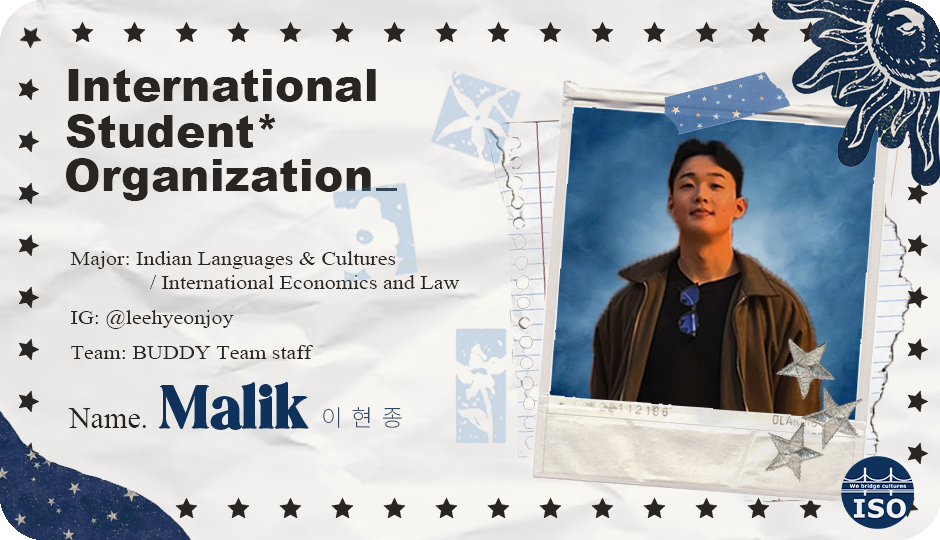 International
Student*
Organization_
Major: Indian Languages & Cultures
/ International Economics and Law
IG: @leehyeonjoy
Team: BUDDY Team staff
Name. Malik 이현종
We bridge cultures
ISO